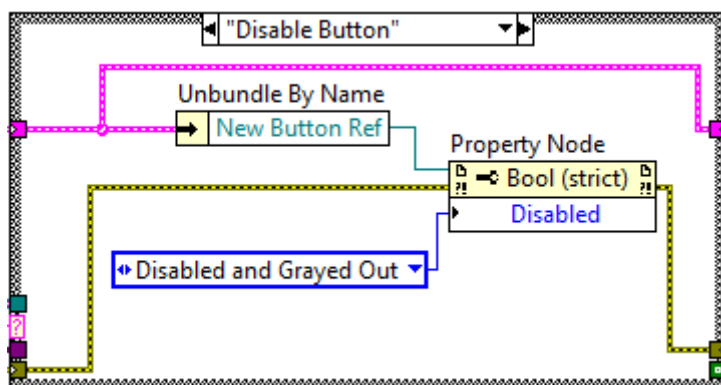 "Disable Button"
Unbundle By Name
New Button Ref
Property Node
?! Bool (strict) ?!
Disabled
Disabled and Grayed Out
?